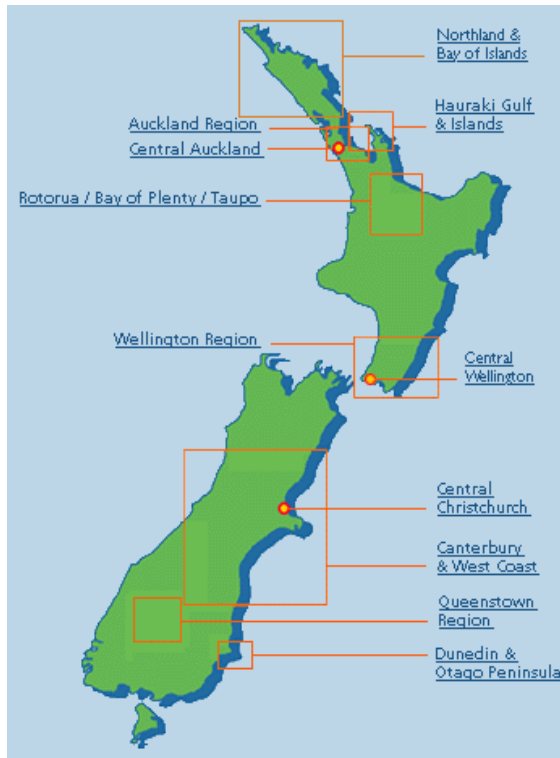 Northland &
Bay of Islands
Hauraki Gulf
& Islands
Auckland Region
Central Auckland
Rotorua / Bay of Plenty / Taupo
Wellington Region
Central
Wellington
Central
Christchurch
Canterbury
& West Coast
Queenstown
Region
Dunedin &
Otago Peninsula